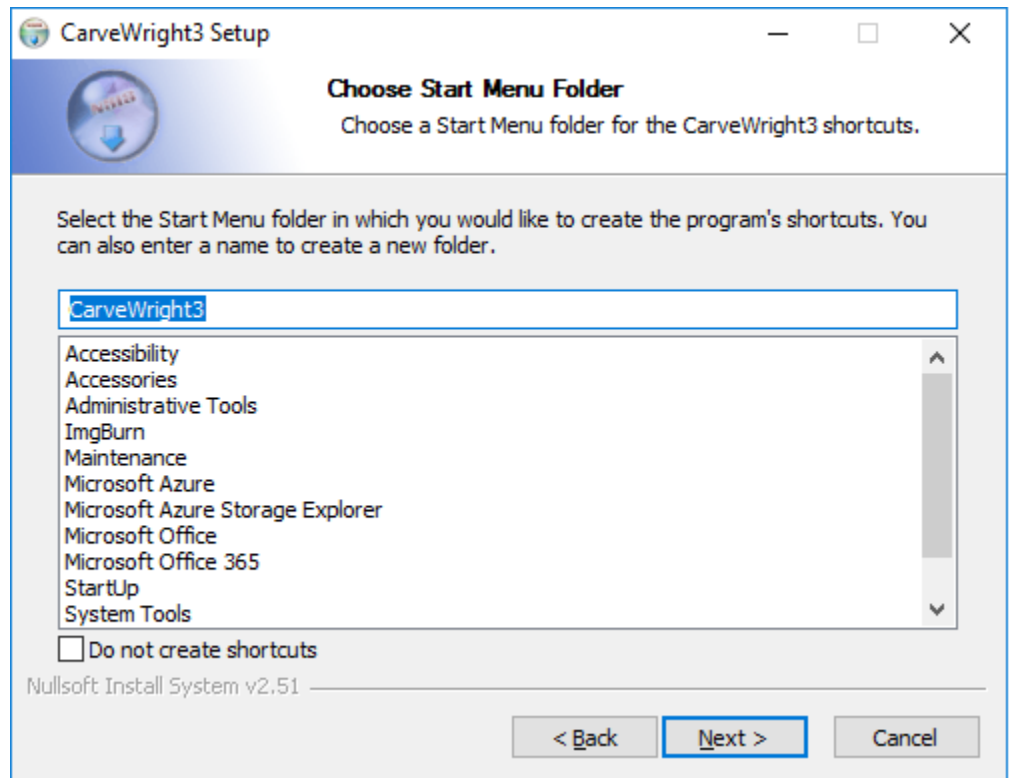 CarveWright3 Setup
Choose Start Menu Folder
Choose a Start Menu folder for the CarveWright3 shortcuts.
Select the Start Menu folder in which you would like to create the program's shortcuts. You
can also enter a name to create a new folder.
CarveWright3
Accessibility
Accessories
Administrative Tools
ImgBurn
Maintenance
Microsoft Azure
Microsoft Azure Storage Explorer
Microsoft Office
Microsoft Office 365
StartUp
System Tools
Do not create shortcuts
Nullsoft Install System v2.51
< Back Next > Cancel